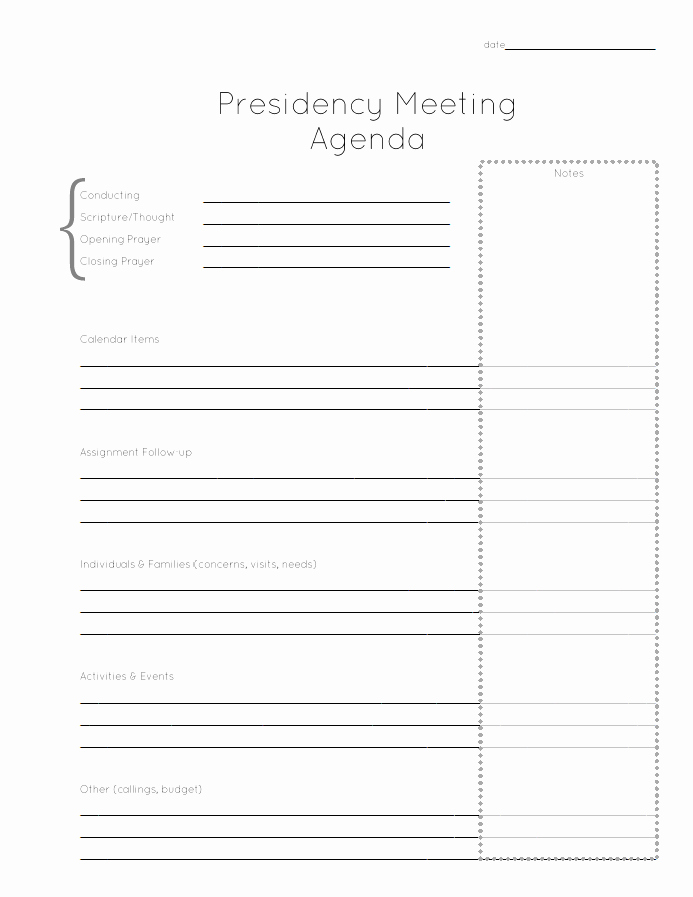 date
Presidency Meeting
Agenda
Notes
Conducting
Scripture/Thought
Opening Prayer
Closing Prayer
Calendar Items
Assignment Follow-up
Individuals & Families (concerns, visits, needs)
Activities & Events
Other (callings, budget)